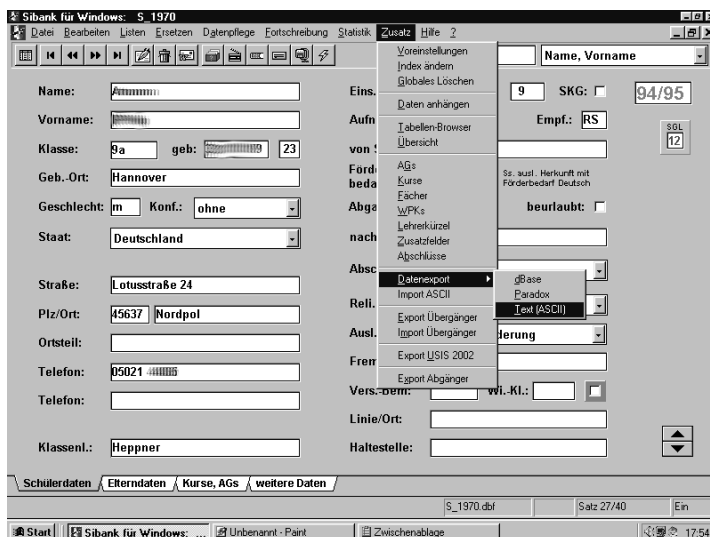 Sibank für Windows: S_1970
Datei Bearbeiten Listen Ersetzen Datenpflege Fortschreibung Statistik Zusatz Hilfe ?
Name, Vorname
Voreinstellungen
Index ändern
Globales Löschen
Daten anhängen
Tabellen-Browser
Übersicht
AGs
Kurse
Fächer
WPKs
Lehrerkürzel
Zusatzfelder
Abschlüsse
Datenexport
Import ASCII
Export Übergänger
Import Übergänger
Export USIS 2002
Export Abgänger
dBase
Paradox
Text (ASCII)
Name:
Vorname:
Klasse: 9a geb: 23
Geb.-Ort: Hannover
Geschlecht: m Konf.: ohne
Staat: Deutschland
Straße: Lotusstraße 24
Plz/Ort: 45637 Nordpol
Ortsteil:
Telefon: 05021
Telefon:
Klassenl.: Heppner
Eins. 9 SKG: 94/95
Aufn Empf.: RS
SGL
12
von
Förd
beda
Ss. ausl. Herkunft mit
Förderbedarf Deutsch
Abga beurlaubt:
nach
Absc
Reli.
Ausl. derung
Frem
Vers.-Bem: Wi.-Kl.:
Linie/Ort:
Haltestelle:
Schülerdaten Elterndaten Kurse, AGs weitere Daten
S_1970.dbf Satz 27/40 Ein
Start Sibank für Windows: ... Unbenannt - Paint Zwischenablage 17:54